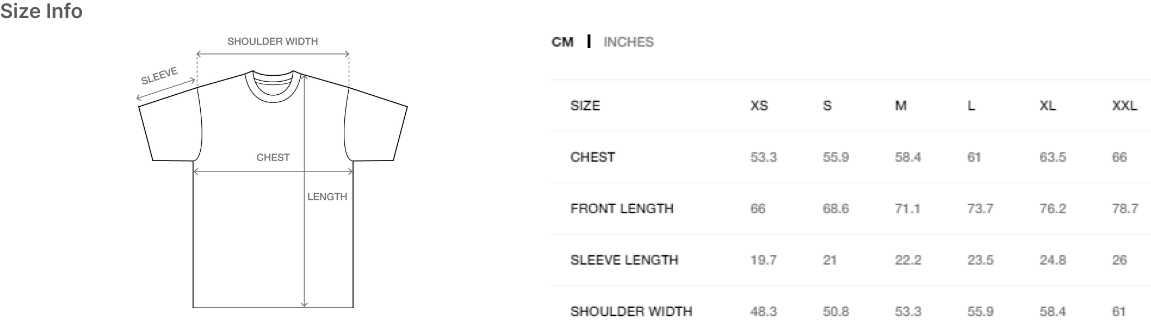 Size Info
SHOULDER WIDTH
SLEEVE
CHEST
LENGTH
CM | INCHES
SIZE XS S M L XL XXL
CHEST 53.3 55.9 58.4 61 63.5 66
FRONT LENGTH 66 68.6 71.1 73.7 76.2 78.7
SLEEVE LENGTH 19.7 21 22.2 23.5 24.8 26
SHOULDER WIDTH 48.3 50.8 53.3 55.9 58.4 61